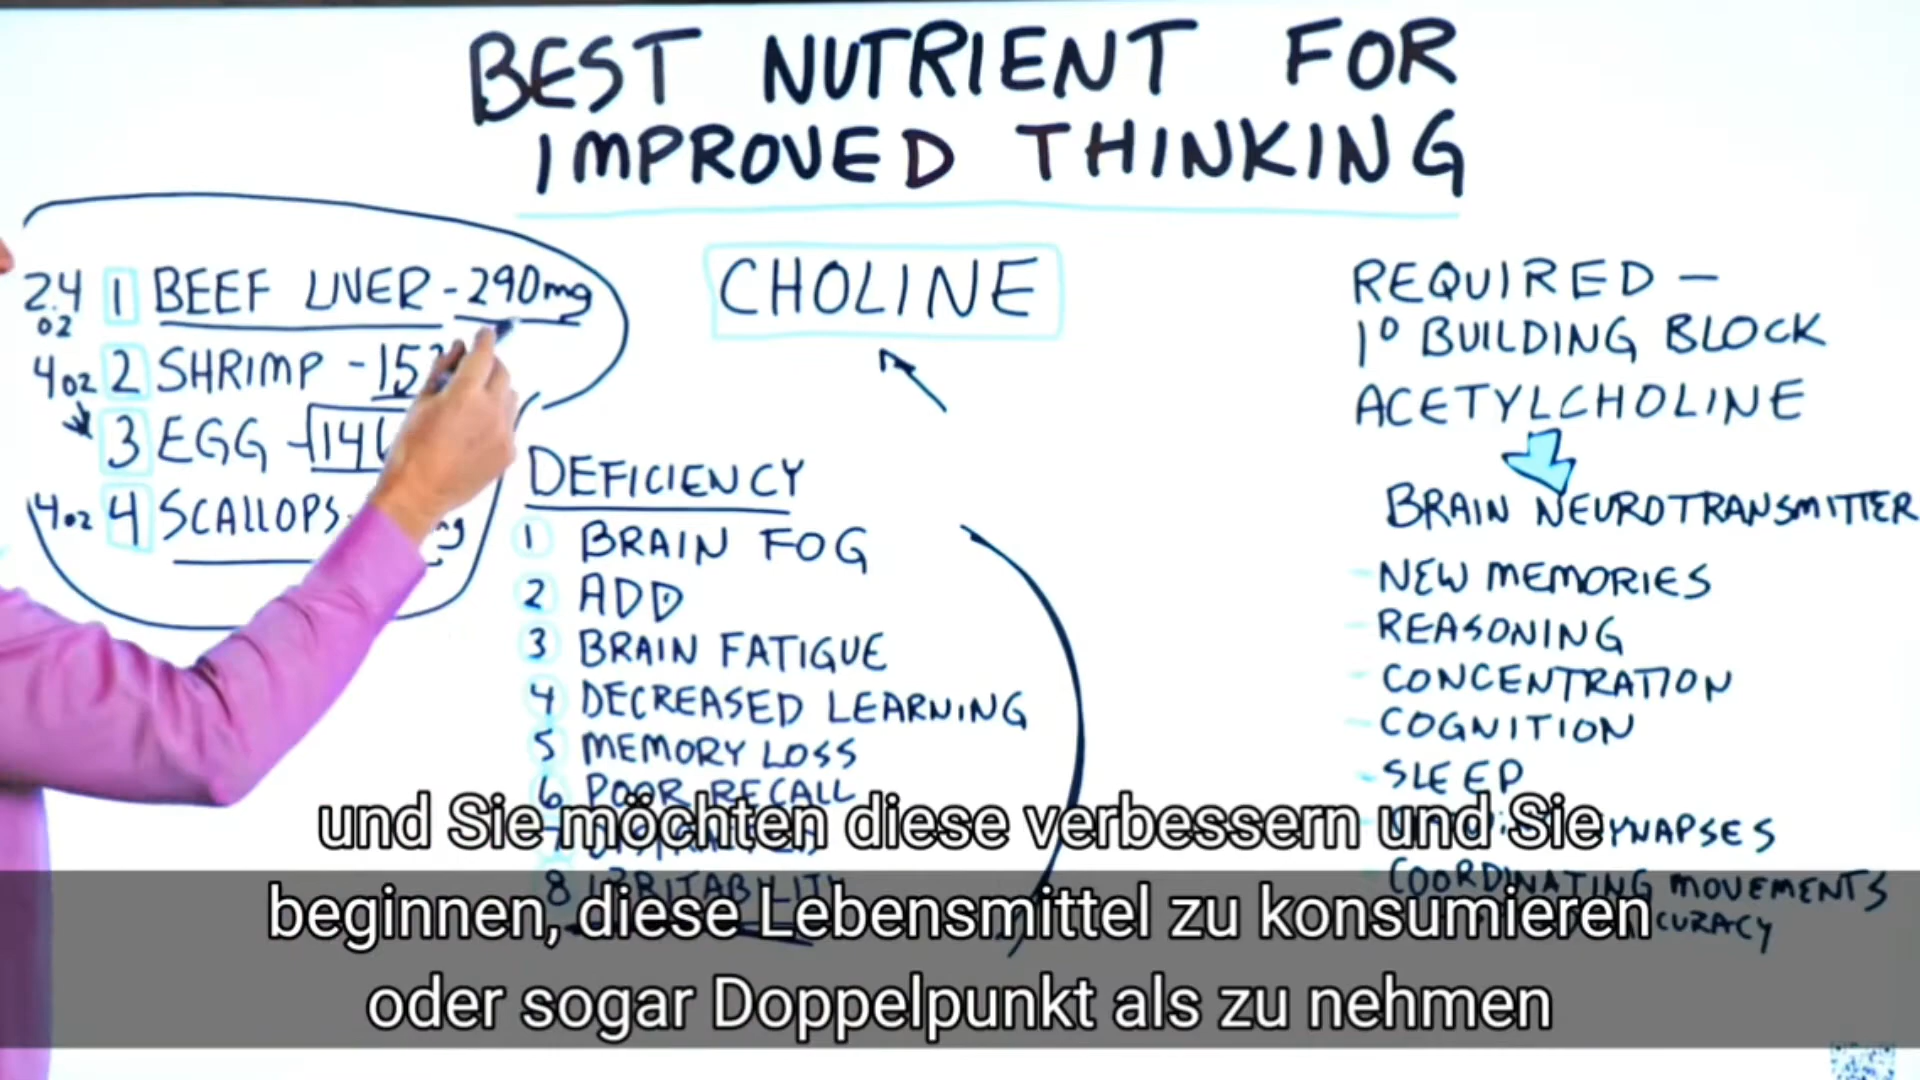 BEST NUTRIENT FOR
IMPROVED THINKING
2.4 OZ 1 BEEF LIVER - 290mg
4oz 2 SHRIMP -
3 EGG -
4oz 4 SCALLOPS
CHOLINE
DEFICIENCY
1 BRAIN FOG
2 ADD
3 BRAIN FATIGUE
4 DECREASED LEARNING
5 MEMORY LOSS
6 POOR RECALL
7
8 IRRITABILITY
REQUIRED -
1° BUILDING BLOCK
ACETYLCHOLINE
BRAIN NEUROTRANSMITTER
- NEW MEMORIES
- REASONING
- CONCENTRATION
- COGNITION
- SLEEP
- COORDINATING MOVEMENTS
und Sie möchten diese verbessern und Sie
beginnen, diese Lebensmittel zu konsumieren
oder sogar Doppelpunkt als zu nehmen